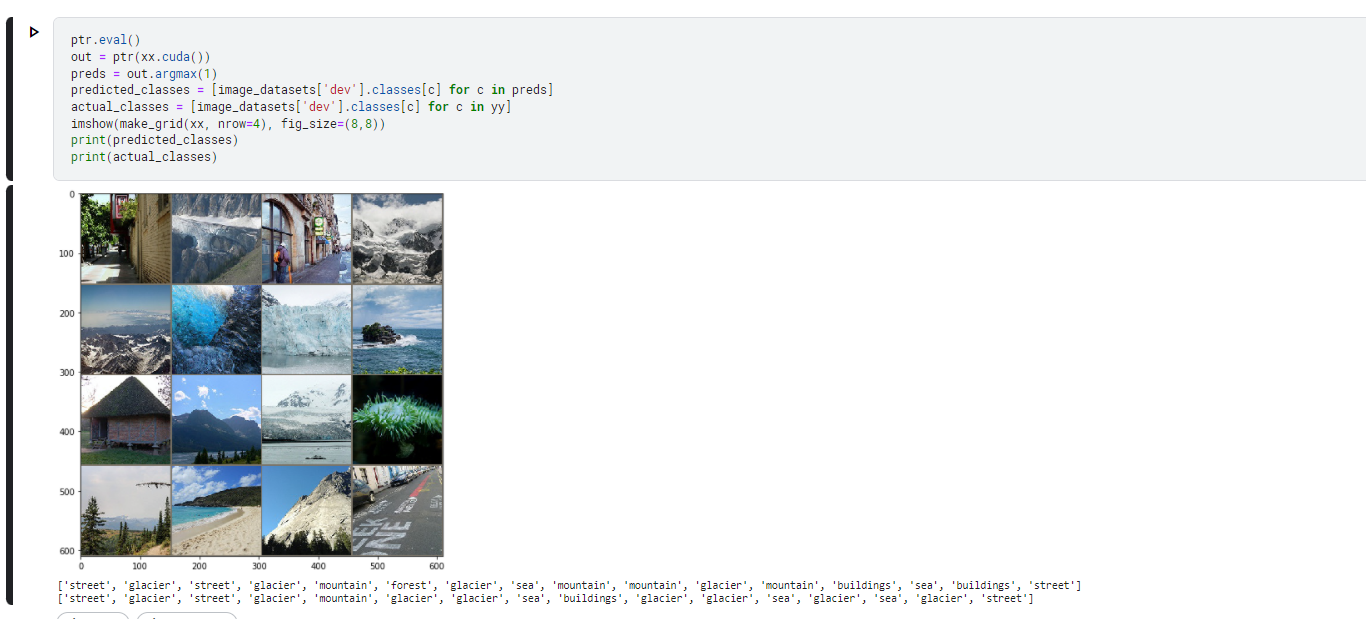 ptr.eval()
out = ptr(xx.cuda())
preds = out.argmax(1)
predicted_classes = [image_datasets['dev'].classes[c] for c in preds]
actual_classes = [image_datasets['dev'].classes[c] for c in yy]
imshow(make_grid(xx, nrow=4), fig_size=(8,8))
print(predicted_classes)
print(actual_classes)
0
100
200
300
400
500
600
0 100 200 300 400 500 600
['street', 'glacier', 'street', 'glacier', 'mountain', 'forest', 'glacier', 'sea', 'mountain', 'mountain', 'glacier', 'mountain', 'buildings', 'sea', 'buildings', 'street']
['street', 'glacier', 'street', 'glacier', 'mountain', 'glacier', 'glacier', 'sea', 'buildings', 'glacier', 'glacier', 'sea', 'glacier', 'sea', 'glacier', 'street']